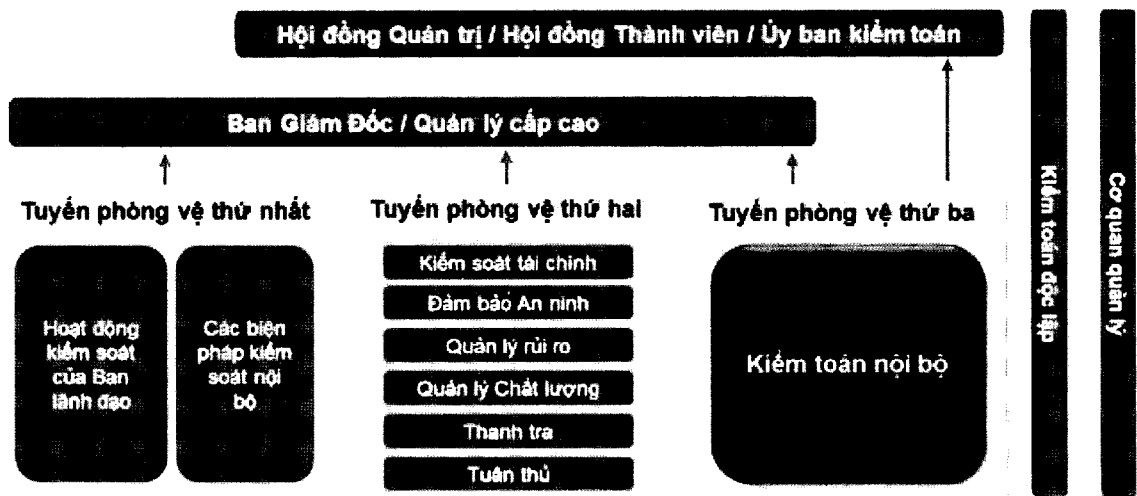 Hội đồng Quản trị / Hội đồng Thành viên / Ủy ban kiểm toán
Ban Giám Đốc / Quản lý cấp cao
Tuyến phòng vệ thứ nhất
Tuyến phòng vệ thứ hai
Tuyến phòng vệ thứ ba
Hoạt động
kiểm soát
của Ban
lãnh đạo
Các biện
pháp kiểm
soát nội
bộ
Kiểm soát tài chính
Đảm bảo An ninh
Quản lý rủi ro
Quản lý Chất lượng
Thanh tra
Tuân thủ
Kiểm toán nội bộ
Kiểm toán độc lập
Cơ quan quản lý